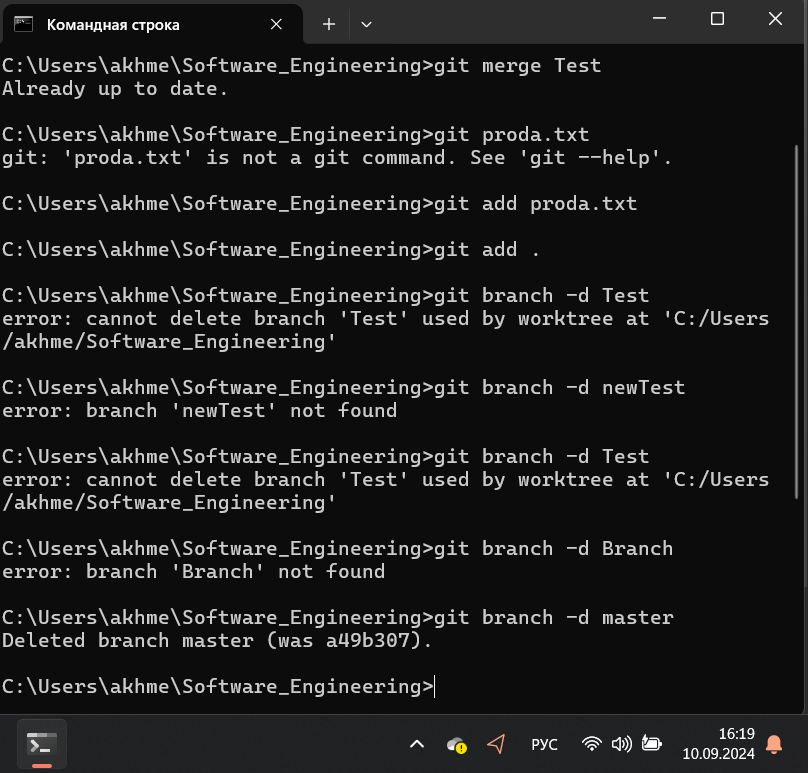 Командная строка
C:\Users\akhme\Software_Engineering>git merge Test
Already up to date.
C:\Users\akhme\Software_Engineering>git proda.txt
git: 'proda.txt' is not a git command. See 'git --help'.
C:\Users\akhme\Software_Engineering>git add proda.txt
C:\Users\akhme\Software_Engineering>git add .
C:\Users\akhme\Software_Engineering>git branch -d Test
error: cannot delete branch 'Test' used by worktree at 'C:/Users
/akhme/Software_Engineering'
C:\Users\akhme\Software_Engineering>git branch -d newTest
error: branch 'newTest' not found
C:\Users\akhme\Software_Engineering>git branch -d Test
error: cannot delete branch 'Test' used by worktree at 'C:/Users
/akhme/Software_Engineering'
C:\Users\akhme\Software_Engineering>git branch -d Branch
error: branch 'Branch' not found
C:\Users\akhme\Software_Engineering>git branch -d master
Deleted branch master (was a49b307).
C:\Users\akhme\Software_Engineering>
РУС
16:19
10.09.2024